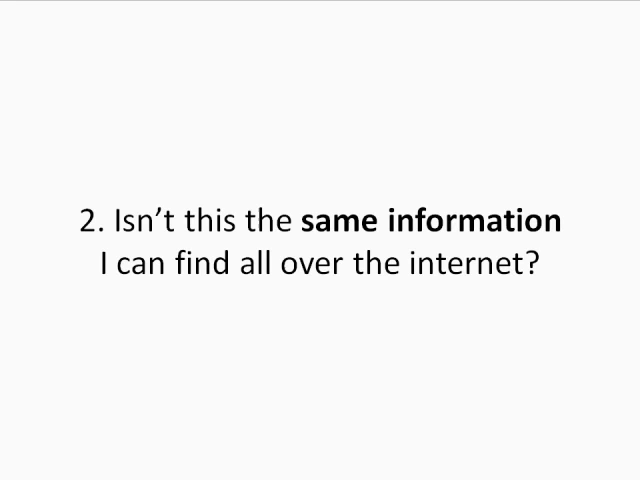 2. Isn’t this the same information
I can find all over the internet?